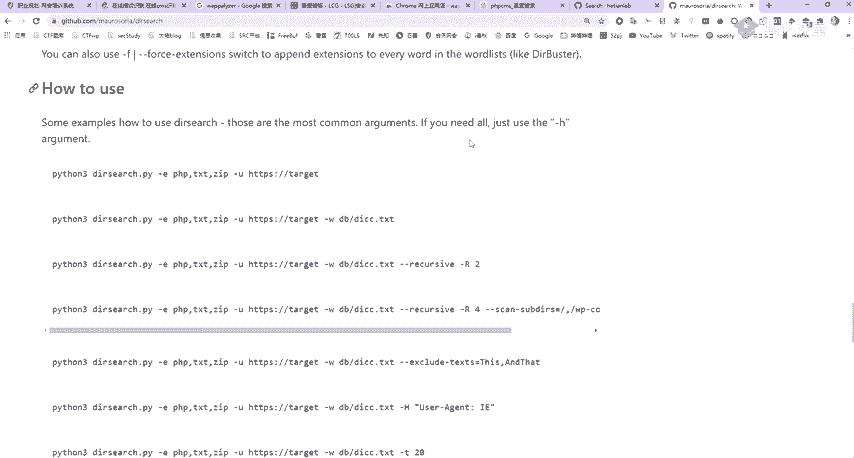 github.com/maurosoria/dirsearch
You can also use -f | --force-extensions switch to append extensions to every word in the wordlists (like DirBuster).
How to use
Some examples how to use dirsearch - those are the most common arguments. If you need all, just use the "-h"
argument.
python3 dirsearch.py -e php,txt,zip -u https://target
python3 dirsearch.py -e php,txt,zip -u https://target -w db/dicc.txt
python3 dirsearch.py -e php,txt,zip -u https://target -w db/dicc.txt --recursive -R 2
python3 dirsearch.py -e php,txt,zip -u https://target -w db/dicc.txt --recursive -R 4 --scan-subdirs=/,/wp-co
python3 dirsearch.py -e php,txt,zip -u https://target -w db/dicc.txt --exclude-texts=This,AndThat
python3 dirsearch.py -e php,txt,zip -u https://target -w db/dicc.txt -H "User-Agent: IE"
python3 dirsearch.py -e php,txt,zip -u https://target -w db/dicc.txt -t 20